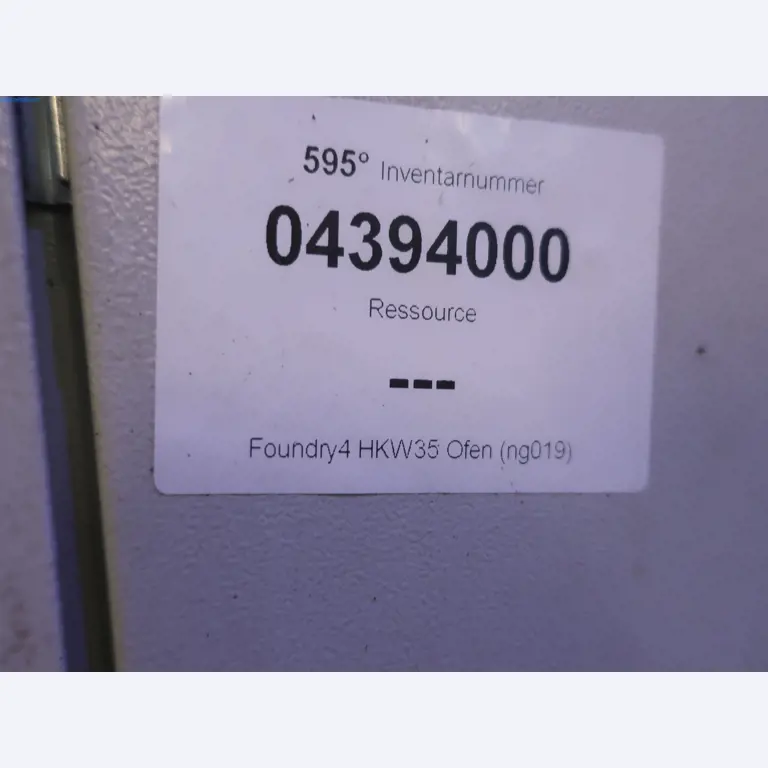 595° Inventarnummer
04394000
Ressource
---
Foundry4 HKW35 Ofen (ng019)